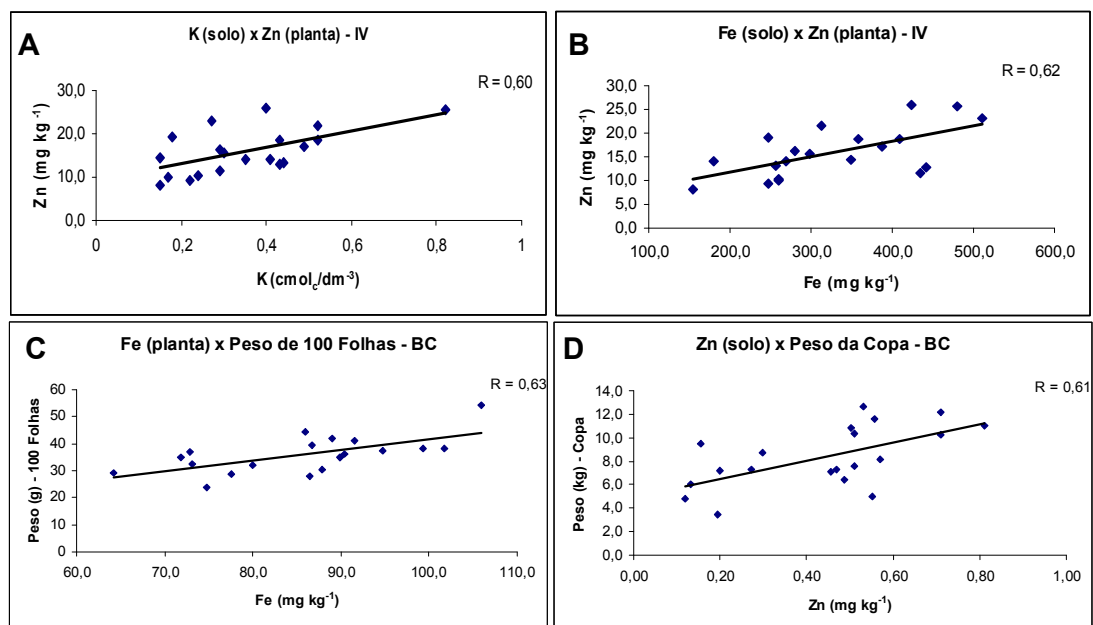 A
K (solo) x Zn (planta) - IV
R = 0,60
Zn (mg kg⁻¹)
30,0
20,0
10,0
0,0
0 0,2 0,4 0,6 0,8 1
K (cmolc/dm⁻³)
B
Fe (solo) x Zn (planta) - IV
R = 0,62
Zn (mg kg⁻¹)
30,0
25,0
20,0
15,0
10,0
5,0
0,0
100,0 200,0 300,0 400,0 500,0 600,0
Fe (mg kg⁻¹)
C
Fe (planta) x Peso de 100 Folhas - BC
R = 0,63
Peso (g) - 100 Folhas
60
50
40
30
20
10
0
60,0 70,0 80,0 90,0 100,0 110,0
Fe (mg kg⁻¹)
D
Zn (solo) x Peso da Copa - BC
R = 0,61
Peso (kg) - Copa
14,0
12,0
10,0
8,0
6,0
4,0
2,0
0,0
0,00 0,20 0,40 0,60 0,80 1,00
Zn (mg kg⁻¹)